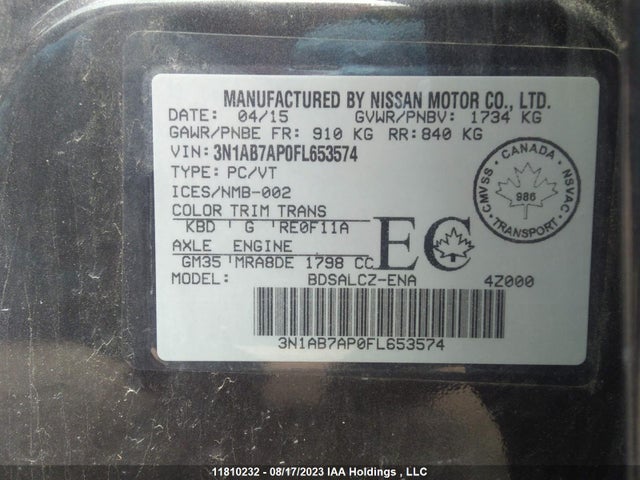 MANUFACTURED BY NISSAN MOTOR CO., LTD.
DATE: 04/15 GVWR/PNBV: 1734 KG
GAWR/PNBE FR: 910 KG RR:840 KG
VIN: 3N1AB7AP0FL653574
TYPE: PC/VT
ICES/NMB-002
COLOR TRIM TRANS
KBD G RE0F11A
AXLE ENGINE
GM35 MRA8DE 1798 CC
MODEL: BDSALCZ-ENA 4Z000
EC
CANADA
CMVSS NSVAC
986
TRANSPORT
3N1AB7AP0FL653574
11810232 - 08/17/2023 IAA Holdings , LLC